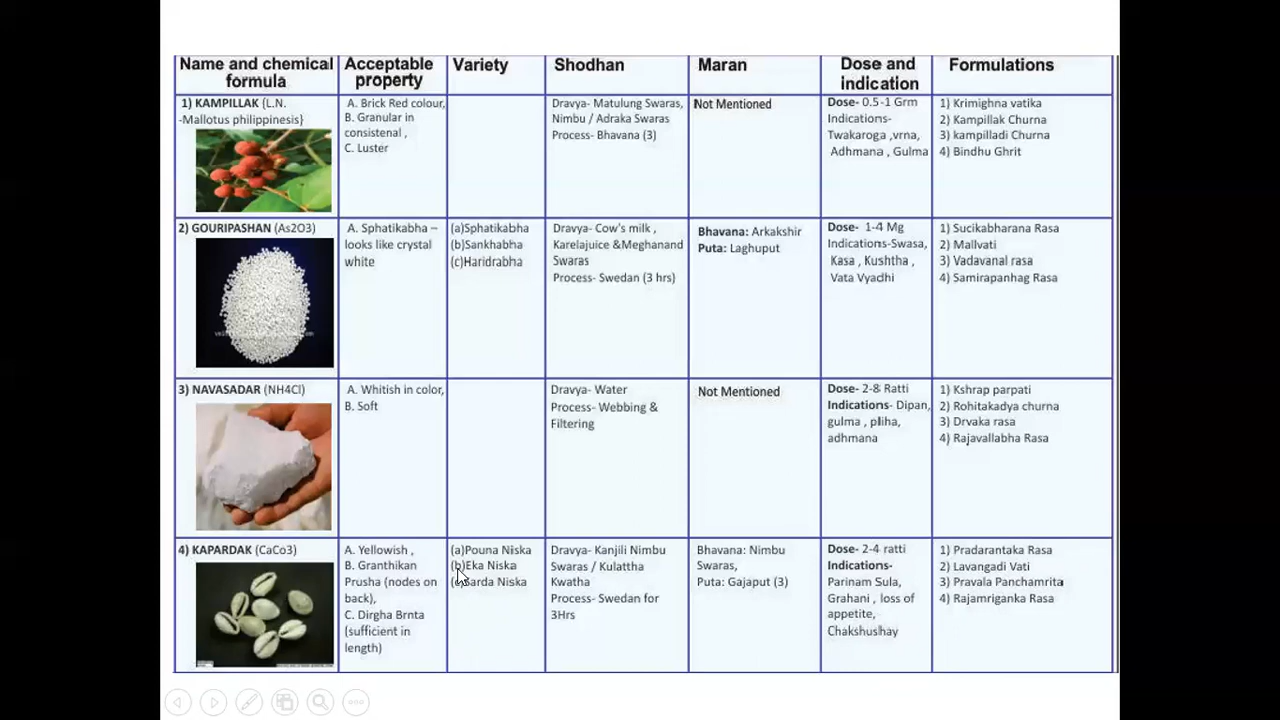 Name and chemical
formula
Acceptable
property
Variety
Shodhan
Maran
Dose and
indication
Formulations
1) KAMPILLAK (L.N.
-Mallotus philippinesis}
A. Brick Red colour,
B. Granular in
consistenal ,
C. Luster
Dravya- Matulung Swaras,
Nimbu / Adraka Swaras
Process- Bhavana (3)
Not Mentioned
Dose- 0.5-1 Grm
Indications-
Twakaroga ,vrna,
Adhmana , Gulma
1) Krimighna vatika
2) Kampillak Churna
3) kampilladi Churna
4) Bindhu Ghrit
2) GOURIPASHAN (As2O3)
A. Sphatikabha –
looks like crystal
white
(a)Sphatikabha
(b)Sankhabha
(c)Haridrabha
Dravya- Cow's milk ,
Karelajuice &Meghanand
Swaras
Process- Swedan (3 hrs)
Bhavana: Arkakshir
Puta: Laghuput
Dose- 1-4 Mg
Indications-Swasa,
Kasa , Kushtha ,
Vata Vyadhi
1) Sucikabharana Rasa
2) Mallvati
3) Vadavanal rasa
4) Samirapanhag Rasa
3) NAVASADAR (NH4Cl)
A. Whitish in color,
B. Soft
Dravya- Water
Process- Webbing &
Filtering
Not Mentioned
Dose- 2-8 Ratti
Indications- Dipan,
gulma , pliha,
adhmana
1) Kshrap parpati
2) Rohitakadya churna
3) Drvaka rasa
4) Rajavallabha Rasa
4) KAPARDAK (CaCo3)
A. Yellowish ,
B. Granthikan
Prusha (nodes on
back),
C. Dirgha Brnta
(sufficient in
length)
(a)Pouna Niska
(b)Eka Niska
Sarda Niska
Dravya- Kanjili Nimbu
Swaras / Kulattha
Kwatha
Process- Swedan for
3Hrs
Bhavana: Nimbu
Swaras,
Puta: Gajaput (3)
Dose- 2-4 ratti
Indications-
Parinam Sula,
Grahani , loss of
appetite,
Chakshushay
1) Pradarantaka Rasa
2) Lavangadi Vati
3) Pravala Panchamrita
4) Rajamriganka Rasa